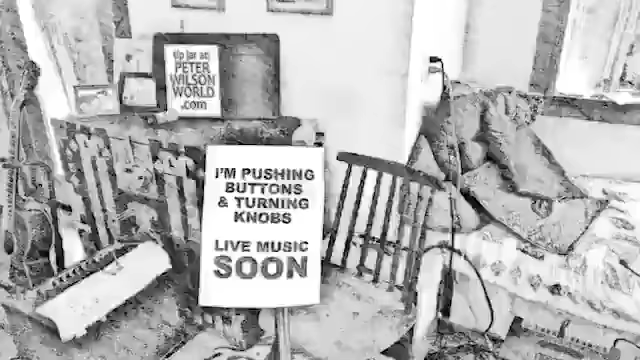 tip jar at:
PETER
WILSON
WORLD
.com
I'M PUSHING
BUTTONS
& TURNING
KNOBS
LIVE MUSIC
SOON